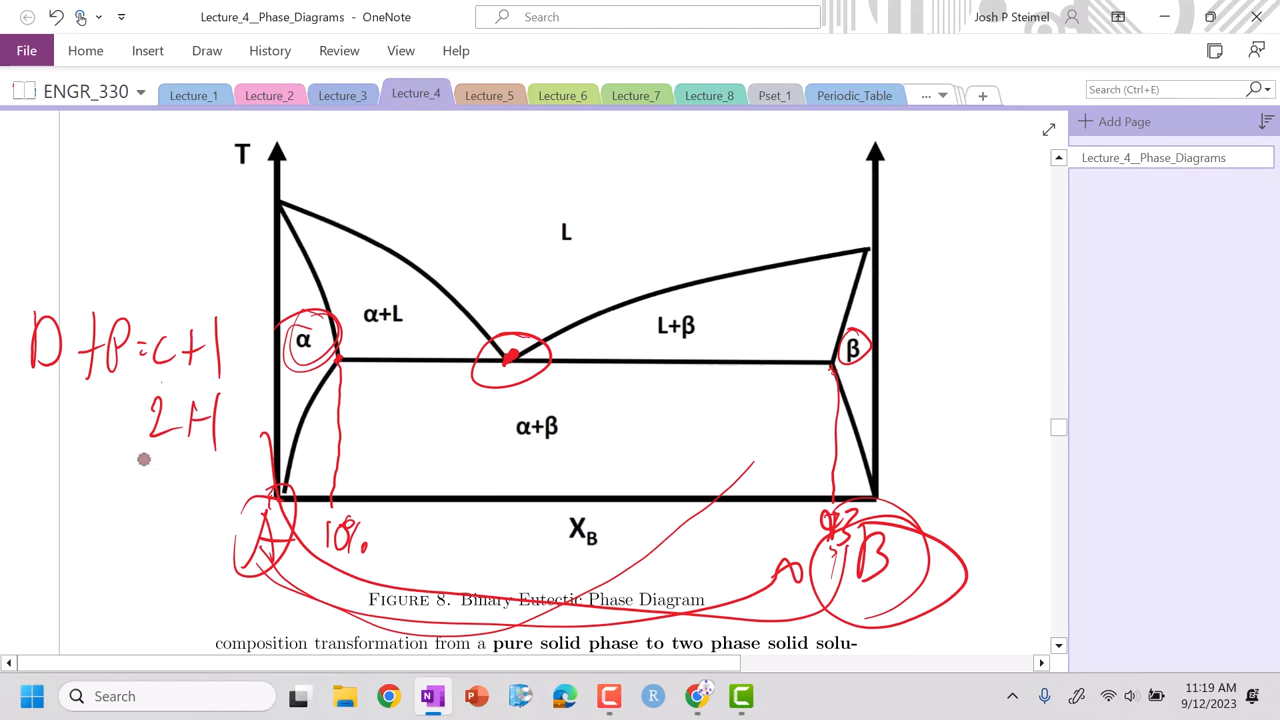 Lecture_4__Phase_Diagrams - OneNote
Search
Josh P Steimel
File Home Insert Draw History Review View Help
ENGR_330
Lecture_1 Lecture_2 Lecture_3 Lecture_4 Lecture_5 Lecture_6 Lecture_7 Lecture_8 Pset_1 Periodic_Table ...
Search (Ctrl+E)
Add Page
Lecture_4__Phase_Diagrams
T
L
α+L
L+β
α
β
D+P=C+1
2+1
α+β
A
10%
X_B
B
FIGURE 8. Binary Eutectic Phase Diagram
composition transformation from a pure solid phase to two phase solid solu-
Search
11:19 AM
9/12/2023